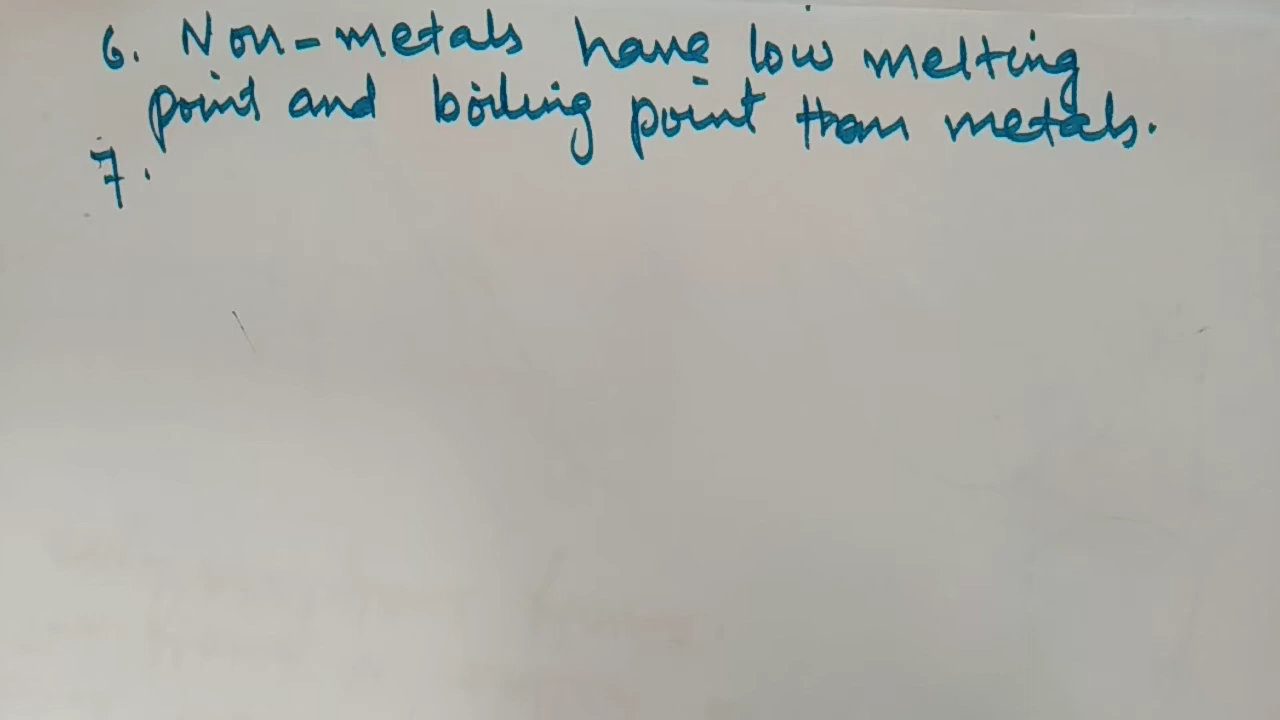 6. Non-metals have low melting
point and boiling point than metals.
7.